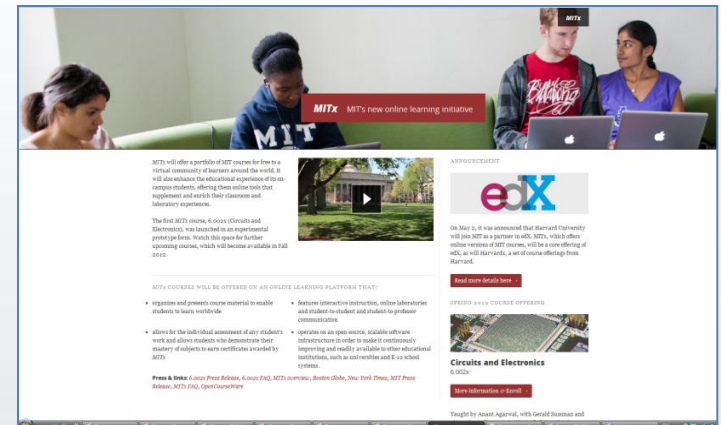 MITx
MITx MIT's new online learning initiative
MIT
MITx will offer a portfolio of MIT courses for free to a
virtual community of learners around the world. It
will also enhance the educational experience of its on-
campus students, offering them online tools that
supplement and enrich their classroom and
laboratory experiences.
The first MITx course, 6.002x (Circuits and
Electronics), was launched in an experimental
prototype form. Watch this space for further
upcoming courses, which will become available in Fall
2012.
MITx COURSES WILL BE OFFERED ON AN ONLINE LEARNING PLATFORM THAT:
• organizes and presents course material to enable
students to learn worldwide
• allows for the individual assessment of any student's
work and allows students who demonstrate their
mastery of subjects to earn certificates awarded by
MITx
• features interactive instruction, online laboratories
and student-to-student and student-to-professor
communication
• operates on an open-source, scalable software
infrastructure in order to make it continuously
improving and readily available to other educational
institutions, such as universities and K-12 school
systems.
Press & links: 6.002x Press Release, 6.002x FAQ, MITx overview, Boston Globe, New York Times, MIT Press
Release, MITx FAQ, OpenCourseWare
ANNOUNCEMENT
edX
On May 2, it was announced that Harvard University
will join MIT as a partner in edX. MITx, which offers
online versions of MIT courses, will be a core offering of
edX, as will Harvardx, a set of course offerings from
Harvard.
Read more details here ›
SPRING 2012 COURSE OFFERING
Circuits and Electronics
6.002x
More information & Enroll ›
Taught by Anant Agarwal, with Gerald Sussman and